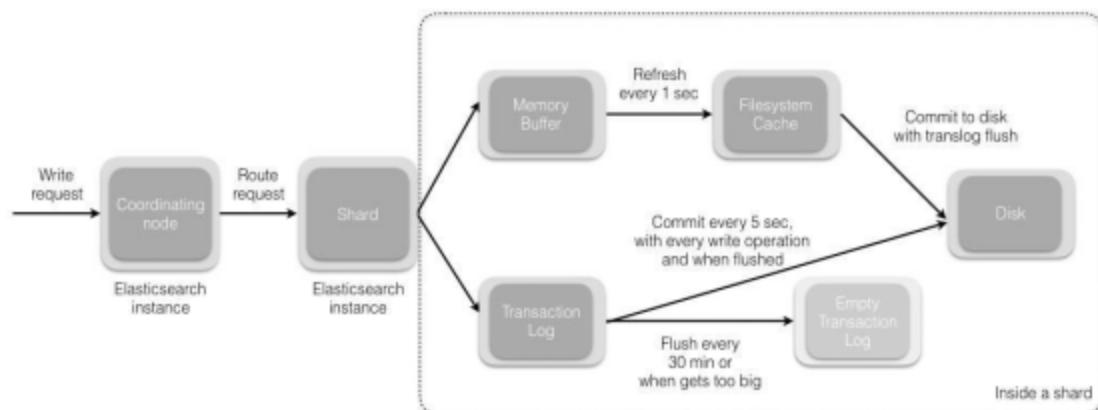 Write
request
Coordinating
node
Elasticsearch
instance
Route
request
Shard
Elasticsearch
instance
Memory
Buffer
Refresh
every 1 sec
Filesystem
Cache
Commit to disk
with translog flush
Disk
Commit every 5 sec,
with every write operation
and when flushed
Transaction
Log
Flush every
30 min or
when gets too big
Empty
Transaction
Log
Inside a shard